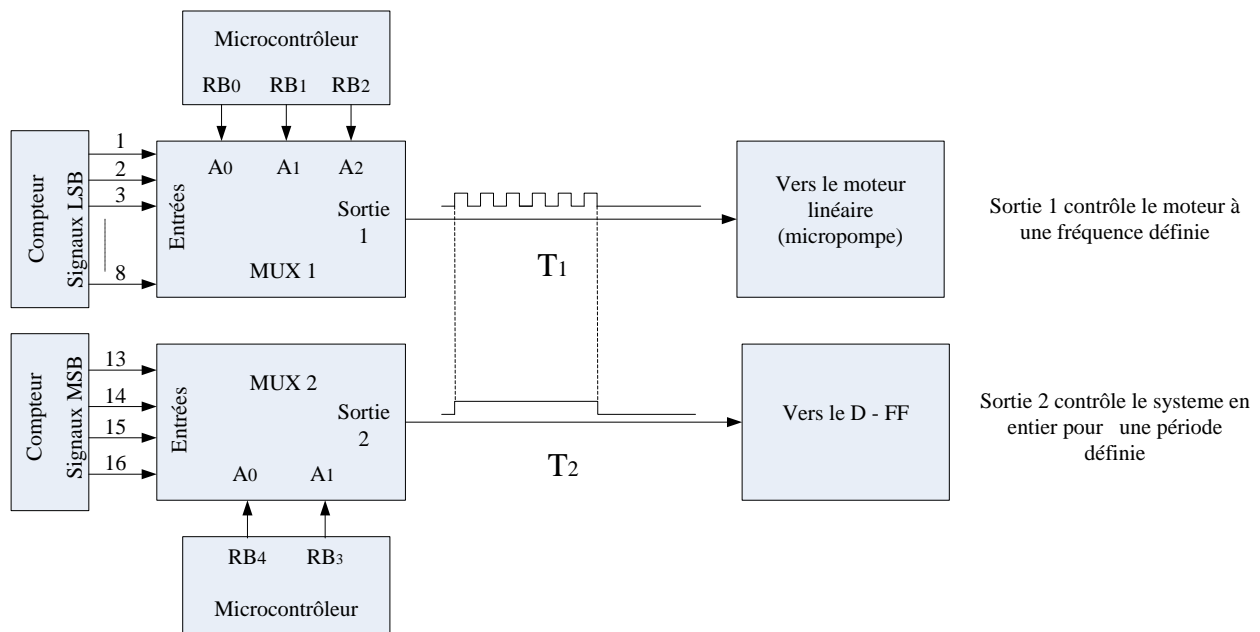 Microcontrôleur
RB0 RB1 RB2
Compteur
Signaux LSB
1
2
3
8
Entrées
A0 A1 A2
Sortie
1
MUX 1
T1
Vers le moteur
linéaire
(micropompe)
Sortie 1 contrôle le moteur à
une fréquence définie
Compteur
Signaux MSB
13
14
15
16
Entrées
MUX 2
Sortie
2
A0 A1
T2
Vers le D - FF
Sortie 2 contrôle le systeme en
entier pour une période
définie
RB4 RB3
Microcontrôleur